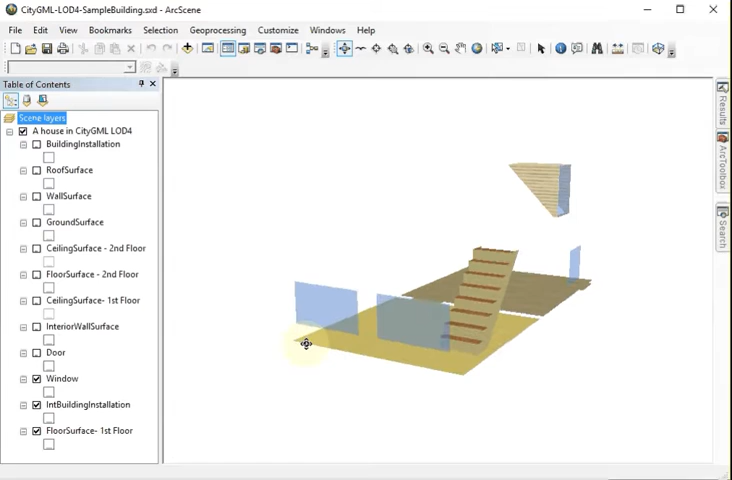 CityGML-LOD4-SampleBuilding.sxd - ArcScene
File Edit View Bookmarks Selection Geoprocessing Customize Windows Help
Table of Contents
Scene layers
A house in CityGML LOD4
BuildingInstallation
RoofSurface
WallSurface
GroundSurface
CeilingSurface - 2nd Floor
FloorSurface - 2nd Floor
CeilingSurface- 1st Floor
InteriorWallSurface
Door
Window
IntBuildingInstallation
FloorSurface- 1st Floor
Results
ArcToolbox
Search